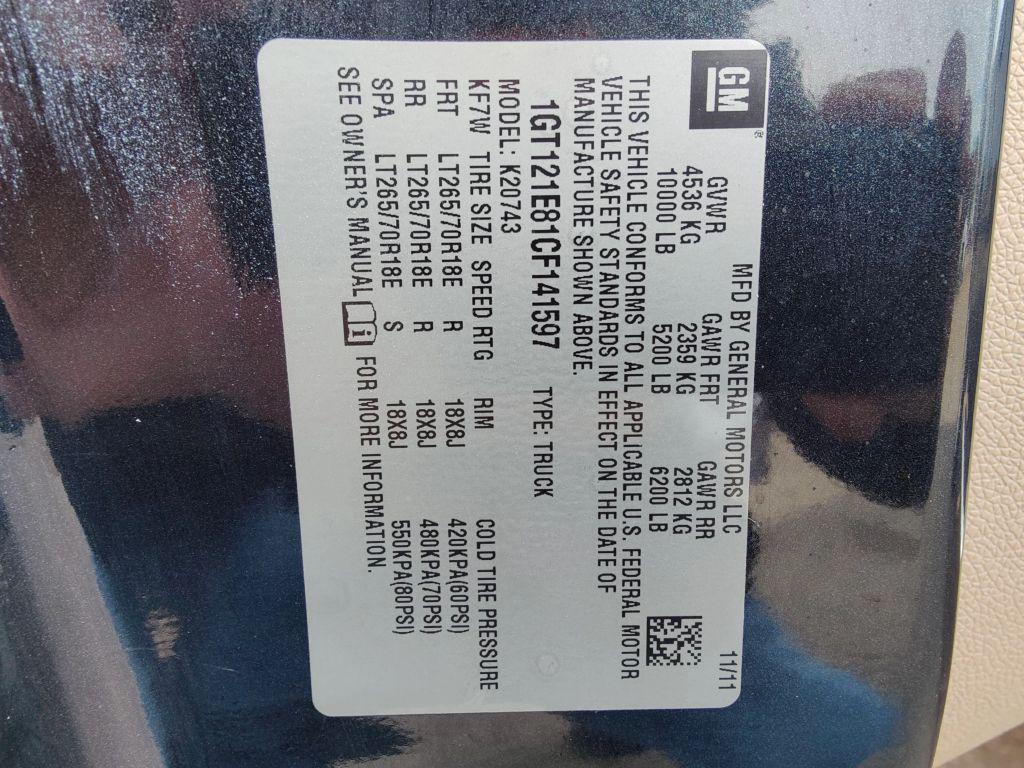 GM ®
MFD BY GENERAL MOTORS LLC 11/11
GVWR GAWR FRT GAWR RR
4536 KG 2359 KG 2812 KG
10000 LB 5200 LB 6200 LB
THIS VEHICLE CONFORMS TO ALL APPLICABLE U.S. FEDERAL MOTOR
VEHICLE SAFETY STANDARDS IN EFFECT ON THE DATE OF
MANUFACTURE SHOWN ABOVE.
1GT121E81CF141597 TYPE: TRUCK
MODEL: K20743
KF7W TIRE SIZE SPEED RTG RIM COLD TIRE PRESSURE
FRT LT265/70R18E R 18X8J 420KPA(60PSI)
RR LT265/70R18E R 18X8J 480KPA(70PSI)
SPA LT265/70R18E S 18X8J 550KPA(80PSI)
SEE OWNER'S MANUAL i FOR MORE INFORMATION.